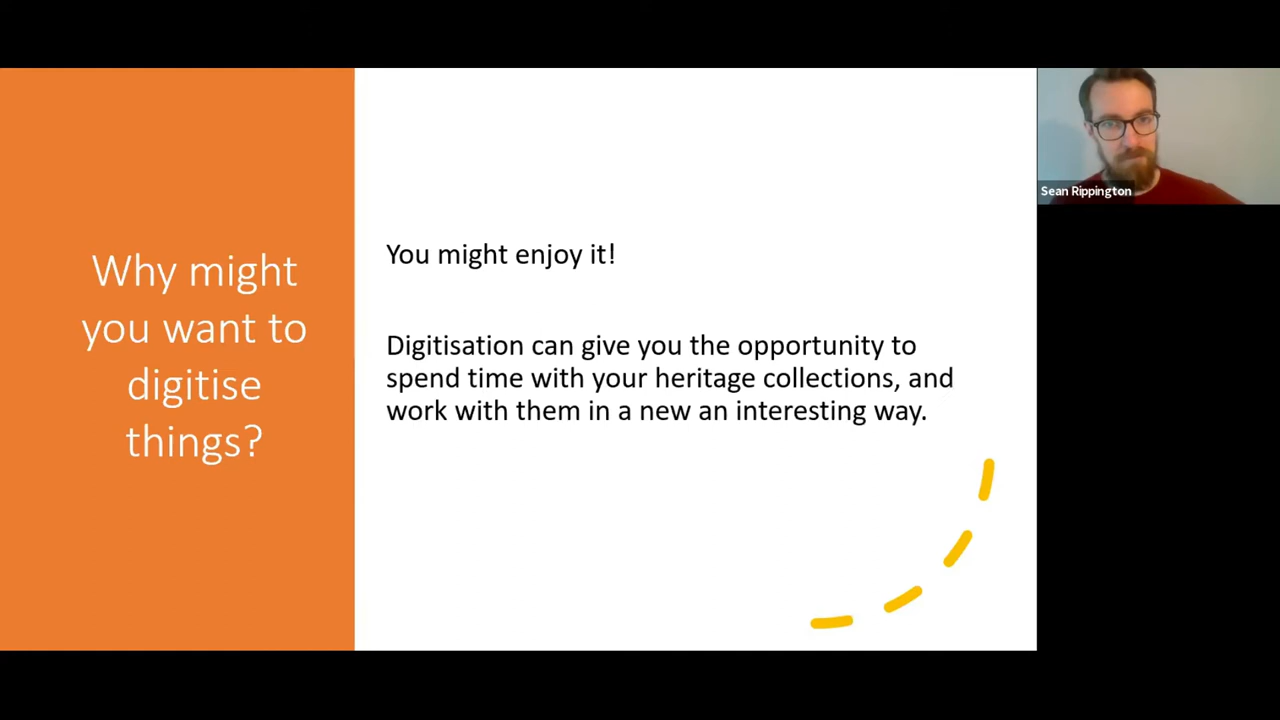 Why might
you want to
digitise
things?
You might enjoy it!
Digitisation can give you the opportunity to
spend time with your heritage collections, and
work with them in a new an interesting way.
Sean Rippington